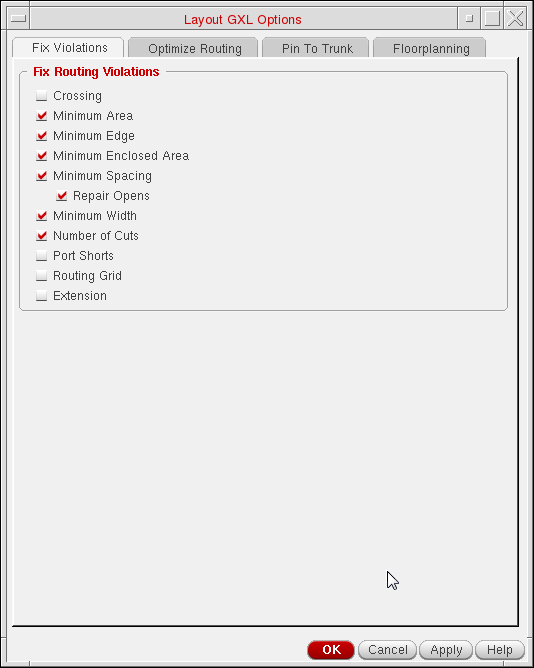 Layout GXL Options
Fix Violations Optimize Routing Pin To Trunk Floorplanning
Fix Routing Violations
Crossing
Minimum Area
Minimum Edge
Minimum Enclosed Area
Minimum Spacing
Repair Opens
Minimum Width
Number of Cuts
Port Shorts
Routing Grid
Extension
OK Cancel Apply Help